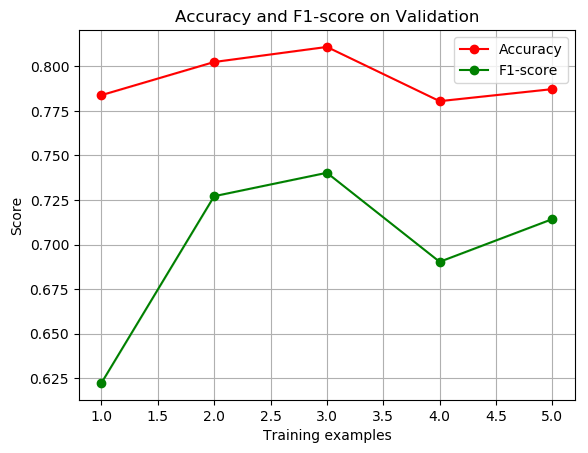 Accuracy and F1-score on Validation
Accuracy
F1-score
Score
0.800
0.775
0.750
0.725
0.700
0.675
0.650
0.625
1.0 1.5 2.0 2.5 3.0 3.5 4.0 4.5 5.0
Training examples